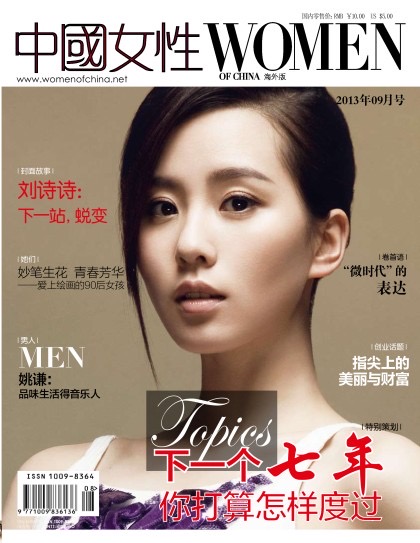 国内零售价:RMB ￥10.00 US $5.00
中國女性 WOMEN
OF CHINA 海外版
www.womenofchina.net
2013年09月号
封面故事
刘诗诗:
下一站,蜕变
她们
妙笔生花 青春芳华
——爱上绘画的90后女孩
男人
MEN
姚谦:
品味生活得音乐人
卷首语
“微时代”的
表达
创业话题
指尖上的
美丽与财富
特别策划
Topics
下一个七年
你打算怎样度过
ISSN 1009-8364
08
9 771009 836136